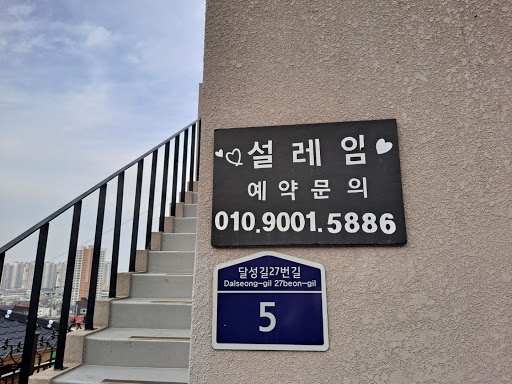 설레임
예약문의
010.9001.5886
달성길27번길
Dalseong-gil 27beon-gil
5